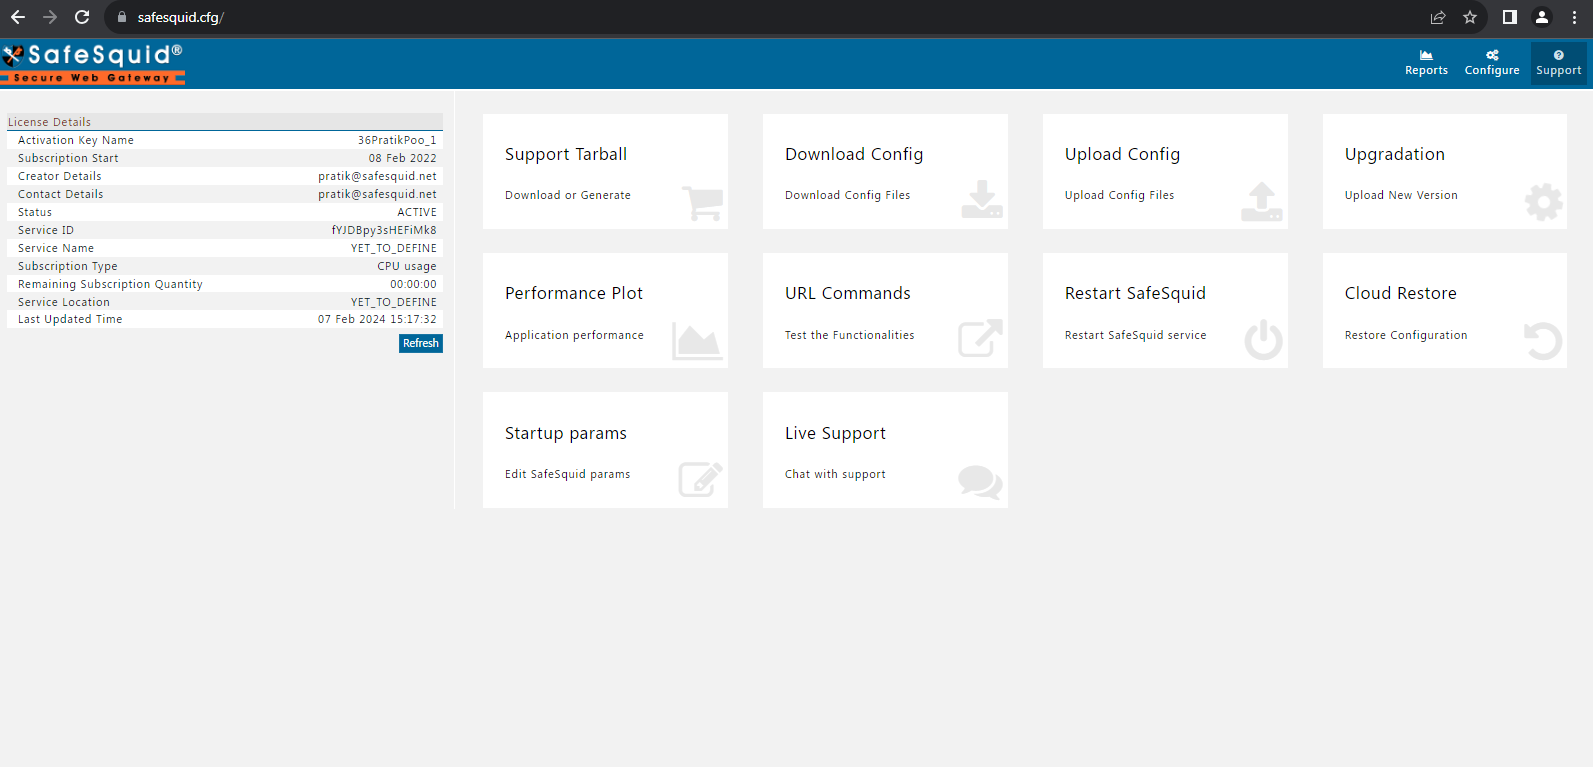 safesquid.cfg/
SafeSquid®
Secure Web Gateway
Reports
Configure
Support
License Details
Activation Key Name 36PratikPoo_1
Subscription Start 08 Feb 2022
Creator Details pratik@safesquid.net
Contact Details pratik@safesquid.net
Status ACTIVE
Service ID fYJDBpy3sHEFiMk8
Service Name YET_TO_DEFINE
Subscription Type CPU usage
Remaining Subscription Quantity 00:00:00
Service Location YET_TO_DEFINE
Last Updated Time 07 Feb 2024 15:17:32
Refresh
Support Tarball
Download or Generate
Download Config
Download Config Files
Upload Config
Upload Config Files
Upgradation
Upload New Version
Performance Plot
Application performance
URL Commands
Test the Functionalities
Restart SafeSquid
Restart SafeSquid service
Cloud Restore
Restore Configuration
Startup params
Edit SafeSquid params
Live Support
Chat with support